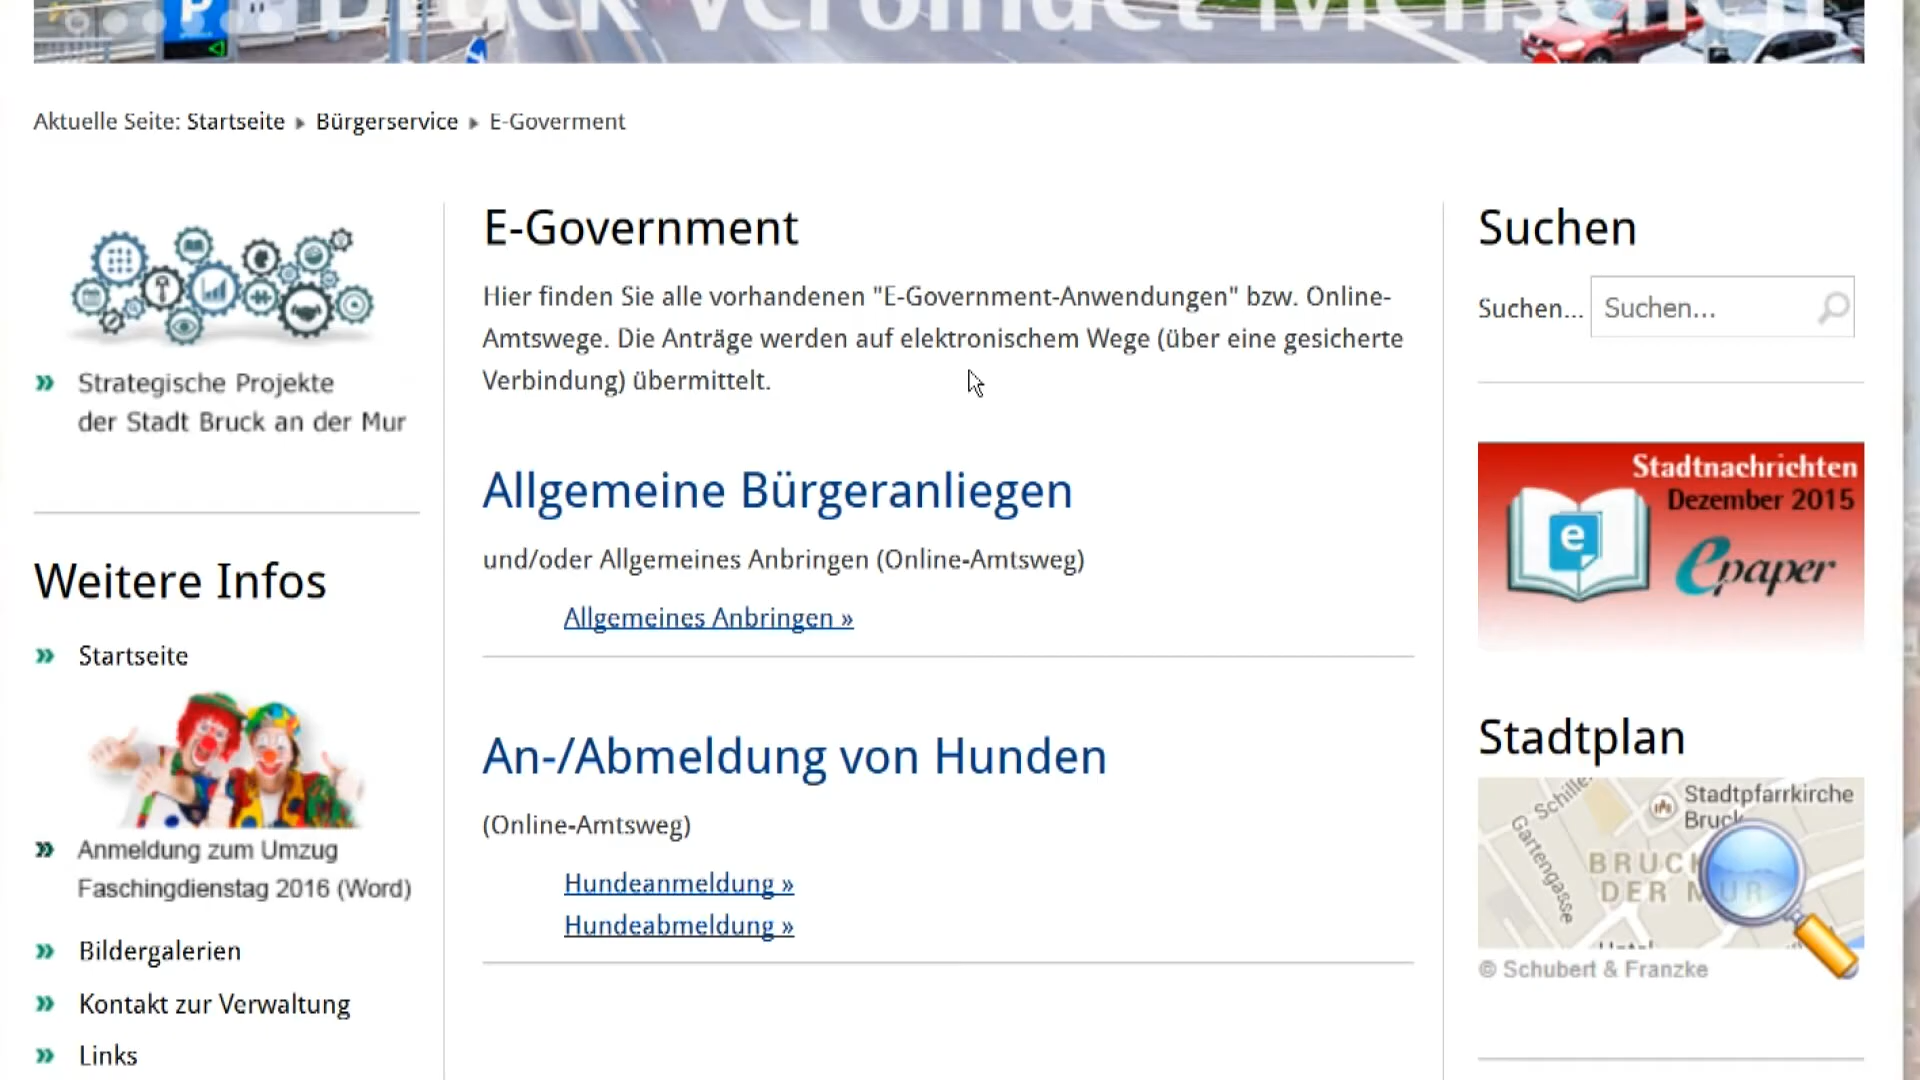 Bruck verbindet Menschen
Aktuelle Seite: Startseite Bürgerservice E-Goverment
Strategische Projekte
der Stadt Bruck an der Mur
Weitere Infos
Startseite
Anmeldung zum Umzug
Faschingdienstag 2016 (Word)
Bildergalerien
Kontakt zur Verwaltung
Links
E-Government
Hier finden Sie alle vorhandenen "E-Government-Anwendungen" bzw. Online-
Amtswege. Die Anträge werden auf elektronischem Wege (über eine gesicherte
Verbindung) übermittelt.
Allgemeine Bürgeranliegen
und/oder Allgemeines Anbringen (Online-Amtsweg)
Allgemeines Anbringen »
An-/Abmeldung von Hunden
(Online-Amtsweg)
Hundeanmeldung »
Hundeabmeldung »
Suchen
Suchen... Suchen...
Stadtnachrichten
Dezember 2015
e
epaper
Stadtplan
Schille
Stadtpfarrkirche
Bruck
Gartengasse
BRUCK
DER MUR
© Schubert & Franzke